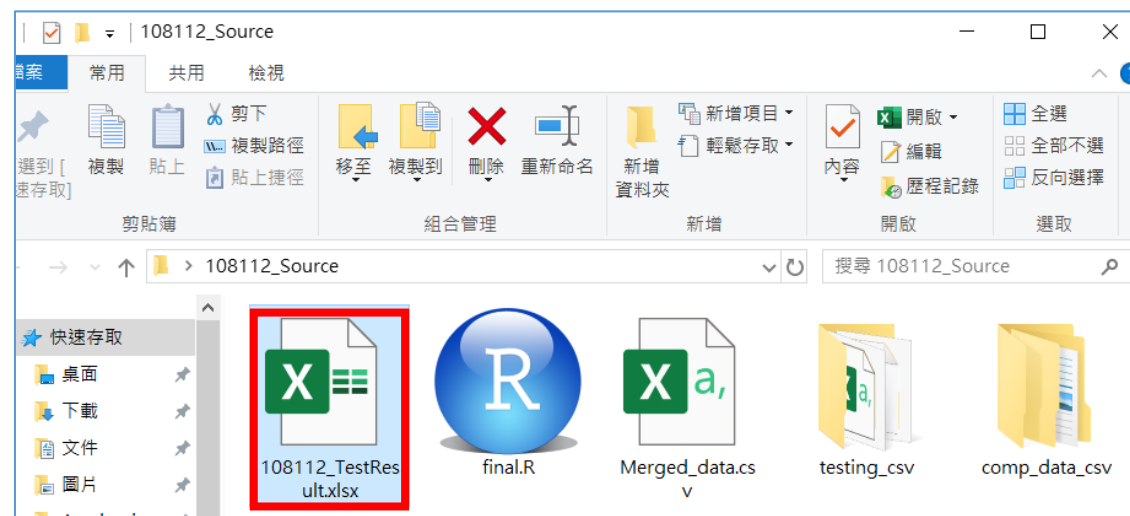 108112_Source
檔案 常用 共用 檢視
剪下
複製路徑
貼上捷徑
選到 [
速存取]
複製 貼上
移至 複製到 刪除 重新命名
新增
資料夾
新增項目
輕鬆存取
內容
開啟
編輯
歷程記錄
全選
全部不選
反向選擇
剪貼簿 組合管理 新增 開啟 選取
108112_Source
搜尋 108112_Source
快速存取
桌面
下載
文件
圖片
108112_TestRes
ult.xlsx
final.R
Merged_data.cs
v
testing_csv
comp_data_csv